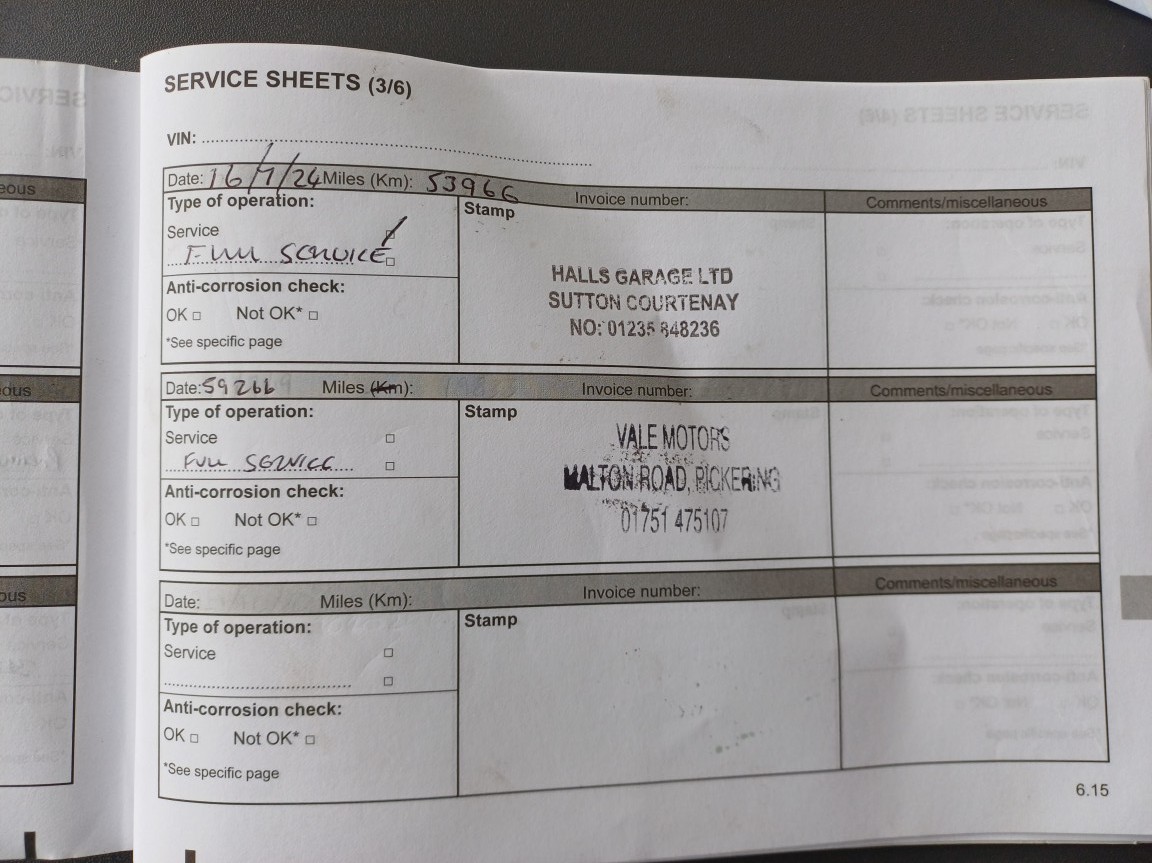 SERVICE SHEETS (3/6)
VIN:
Date: 16/1/24 Miles (Km): 53966 Invoice number: Comments/miscellaneous
Type of operation: Stamp
Service
FULL SERVICE
HALLS GARAGE LTD
SUTTON COURTENAY
NO: 01235 848236
Anti-corrosion check:
OK Not OK*
*See specific page
Date: 59266 Miles (Km): Invoice number: Comments/miscellaneous
Type of operation: Stamp
Service
FULL SERVICE
VALE MOTORS
MALTON ROAD, PICKERING
01751 475107
Anti-corrosion check:
OK Not OK*
*See specific page
Date: Miles (Km): Invoice number: Comments/miscellaneous
Type of operation: Stamp
Service
Anti-corrosion check:
OK Not OK*
*See specific page
6.15